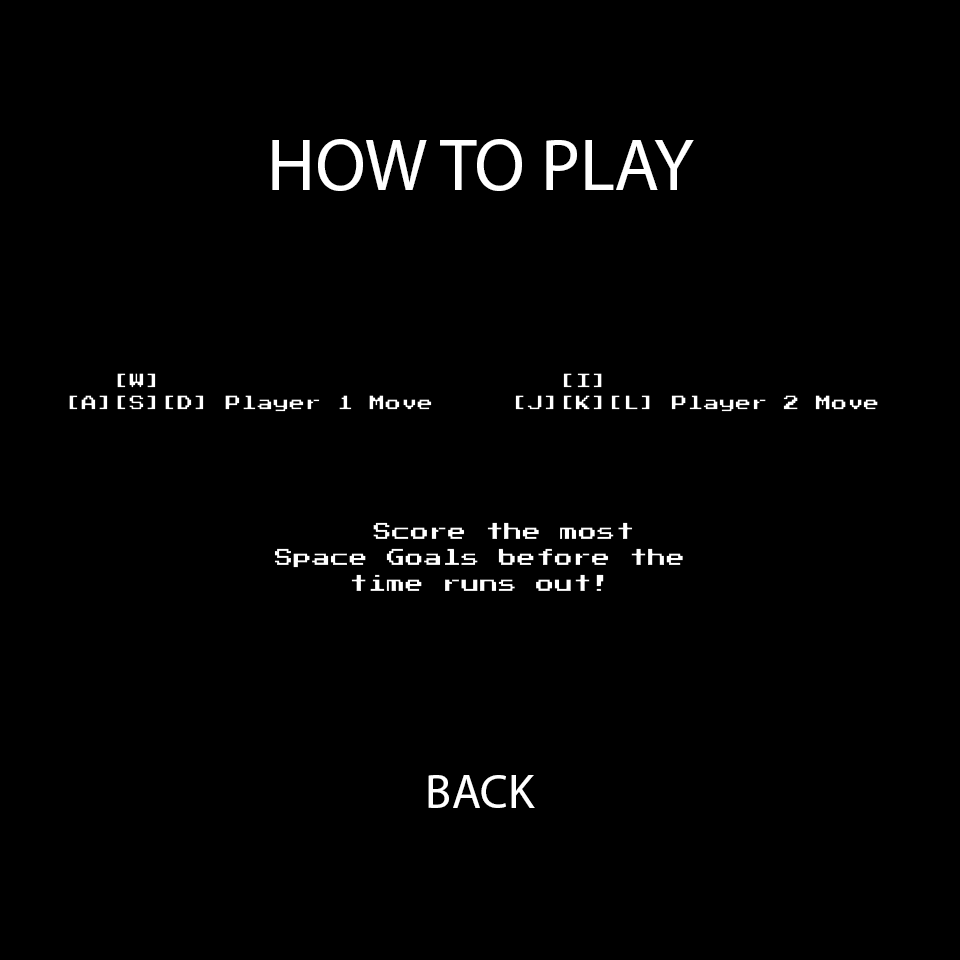 HOW TO PLAY
[W]
[A][S][D] Player 1 Move
[I]
[J][K][L] Player 2 Move
Score the most
Space Goals before the
time runs out!
BACK